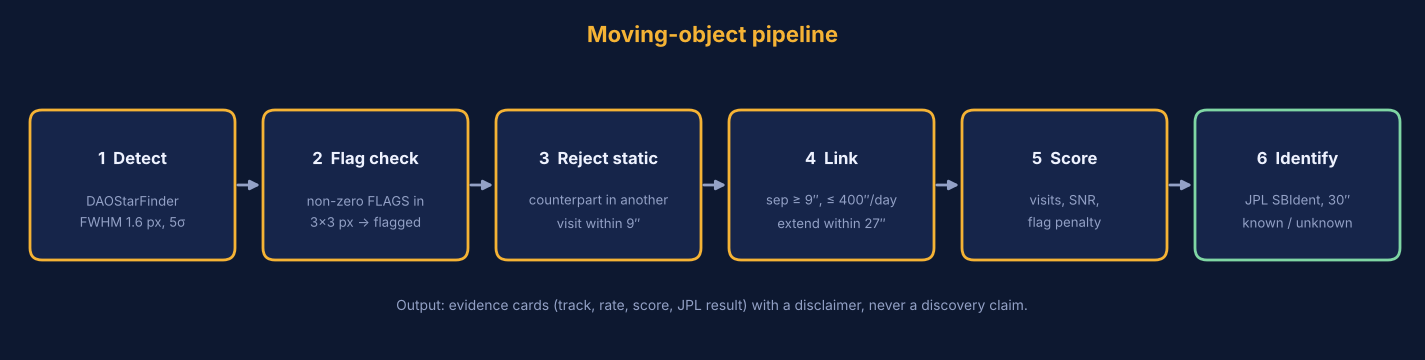 Moving-object pipeline
1 Detect
DAOStarFinder
FWHM 1.6 px, 5σ
2 Flag check
non-zero FLAGS in
3×3 px → flagged
3 Reject static
counterpart in another
visit within 9″
4 Link
sep ≥ 9″, ≤ 400″/day
extend within 27″
5 Score
visits, SNR,
flag penalty
6 Identify
JPL SBIdent, 30″
known / unknown
Output: evidence cards (track, rate, score, JPL result) with a disclaimer, never a discovery claim.